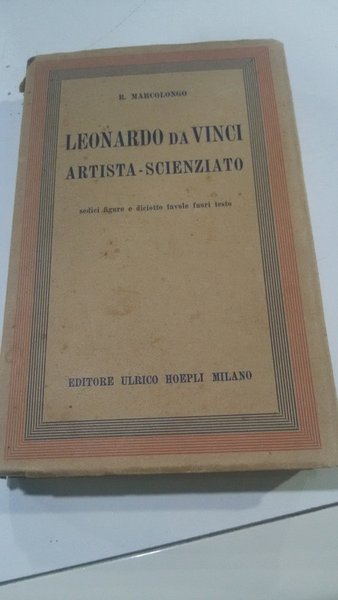 R. MARCOLONGO
LEONARDO DA VINCI
ARTISTA-SCIENZIATO
sedici figure e diciotto tavole fuori testo
EDITORE ULRICO HOEPLI MILANO